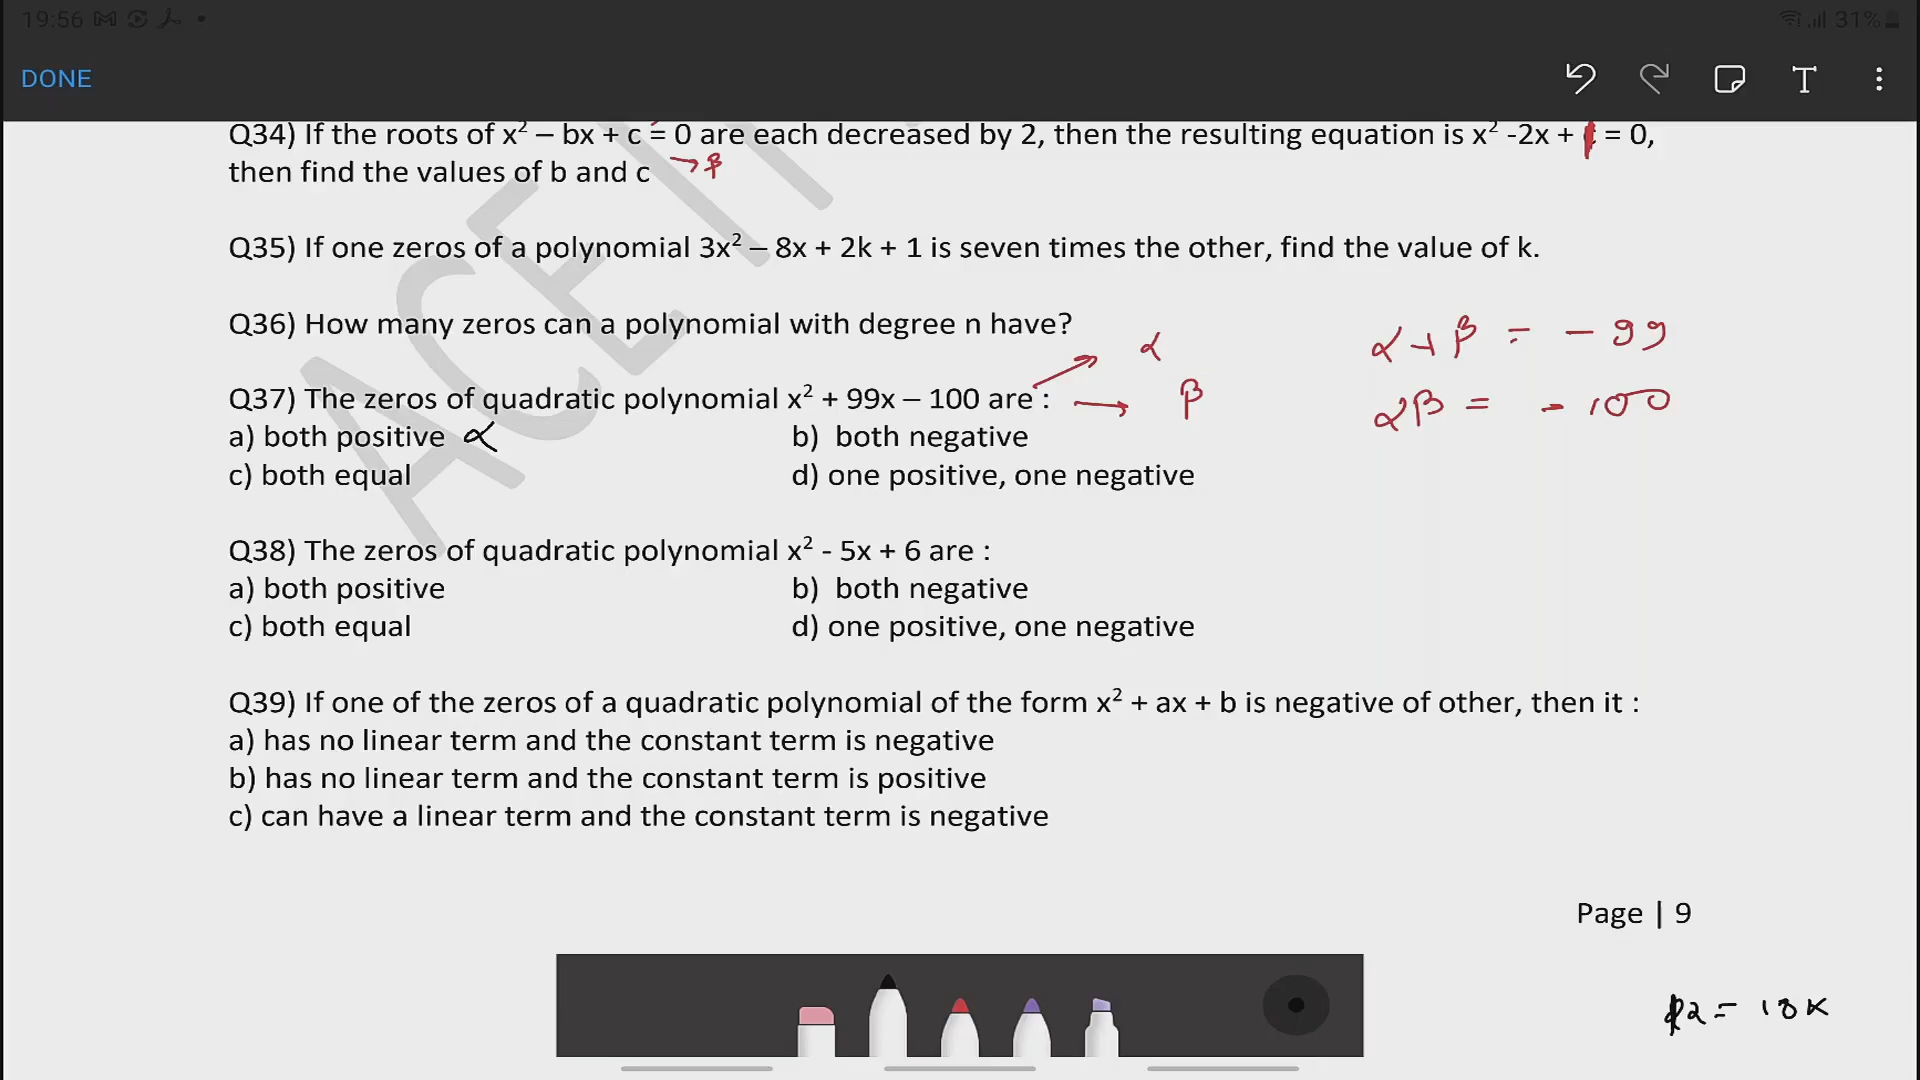 19:56
31%
DONE
Q34) If the roots of x² – bx + c = 0 are each decreased by 2, then the resulting equation is x² -2x + = 0,
then find the values of b and c
β
Q35) If one zeros of a polynomial 3x² – 8x + 2k + 1 is seven times the other, find the value of k.
Q36) How many zeros can a polynomial with degree n have?
α
α+β = - 99
Q37) The zeros of quadratic polynomial x² + 99x – 100 are :
β
αβ = - 100
a) both positive α
b) both negative
c) both equal
d) one positive, one negative
Q38) The zeros of quadratic polynomial x² - 5x + 6 are :
a) both positive
b) both negative
c) both equal
d) one positive, one negative
Q39) If one of the zeros of a quadratic polynomial of the form x² + ax + b is negative of other, then it :
a) has no linear term and the constant term is negative
b) has no linear term and the constant term is positive
c) can have a linear term and the constant term is negative
Page | 9
= 18k
ACE